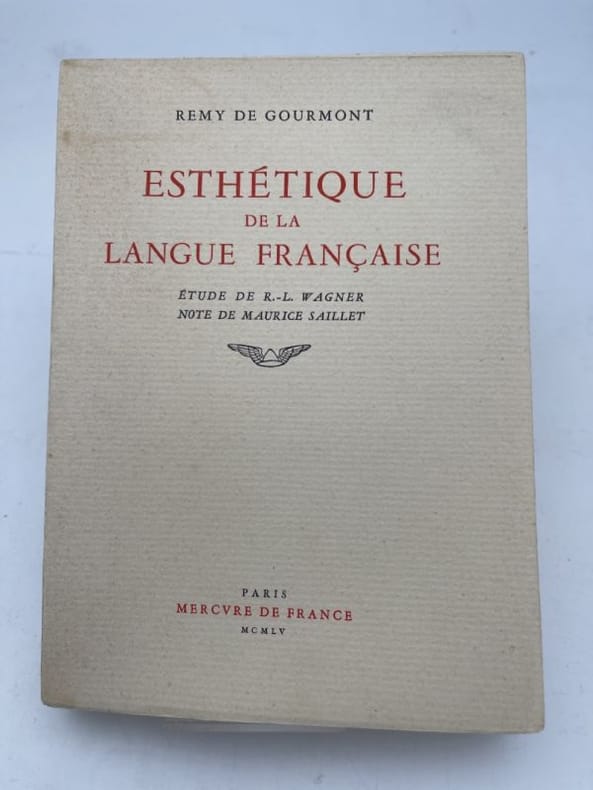 REMY DE GOURMONT
ESTHÉTIQUE
DE LA
LANGUE FRANÇAISE
ÉTUDE DE R.-L. WAGNER
NOTE DE MAURICE SAILLET
PARIS
MERCVRE DE FRANCE
MCMLV